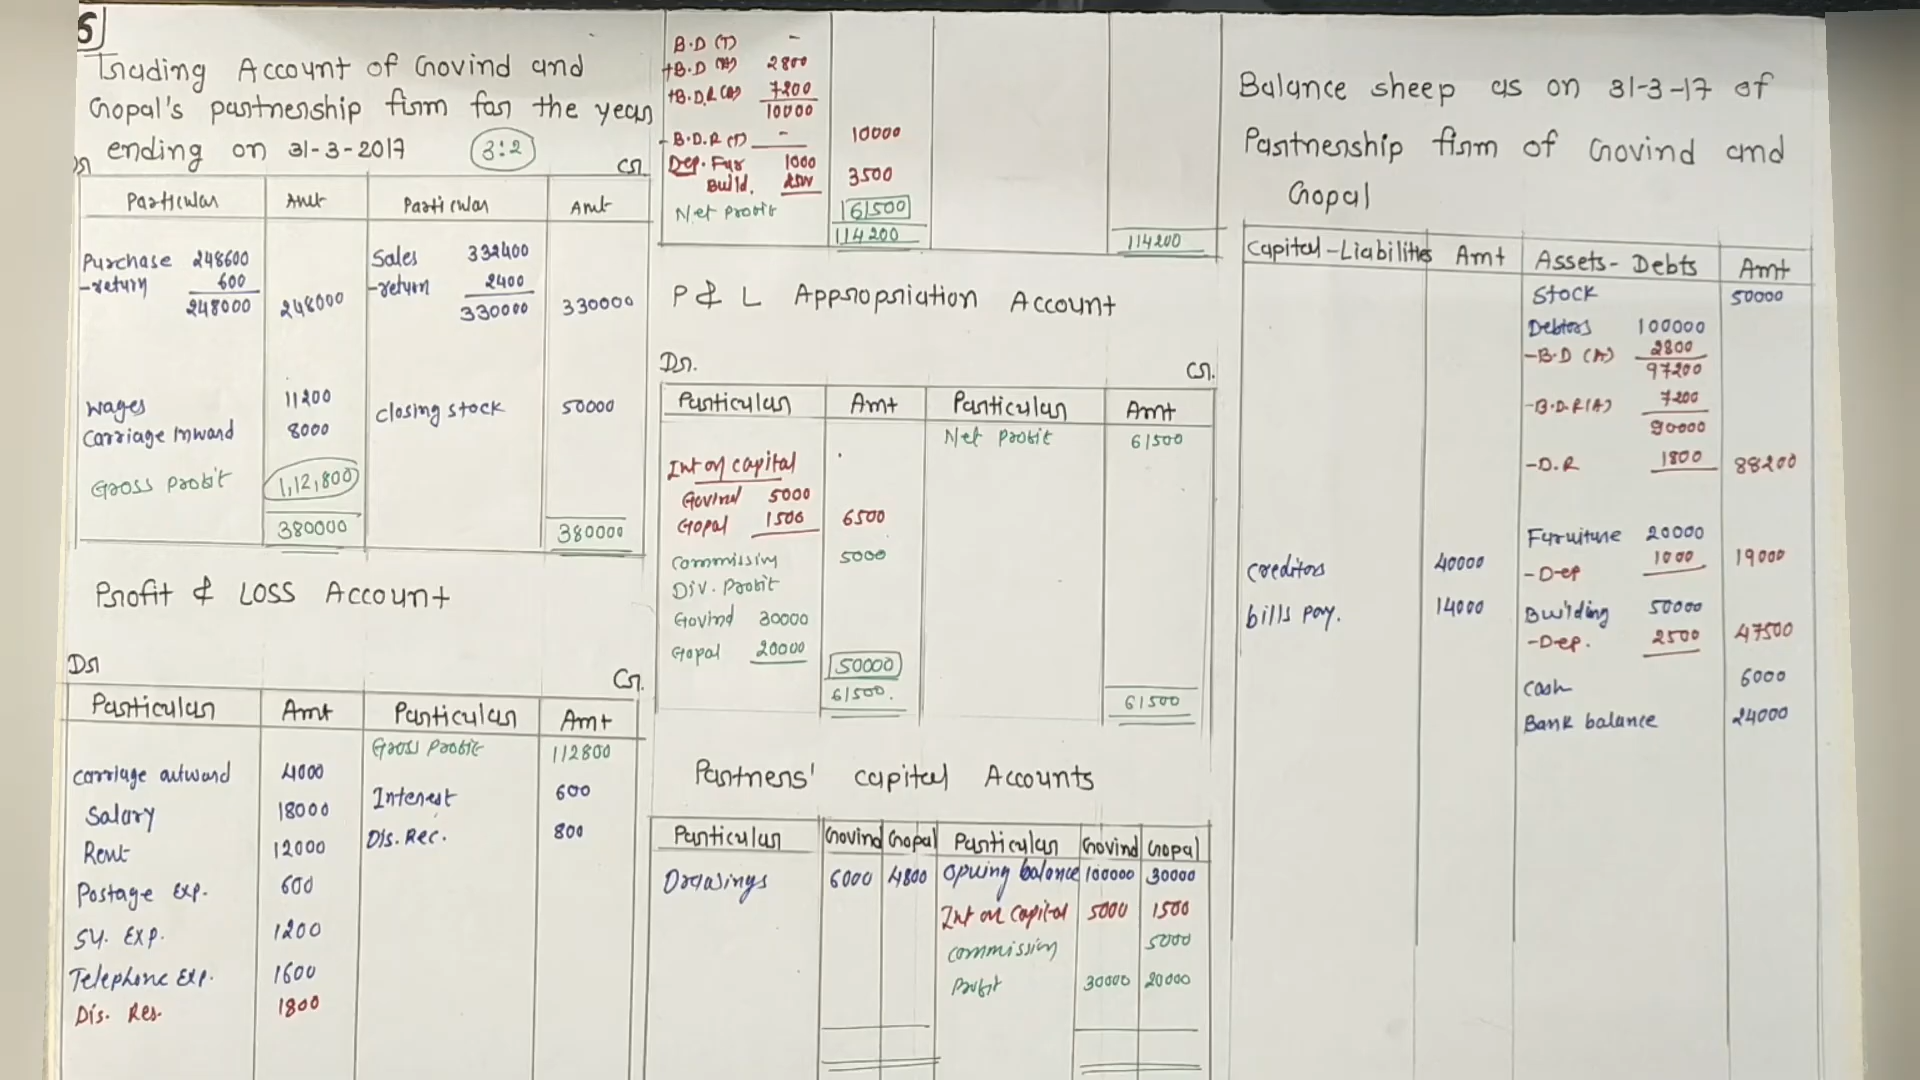 5
Trading Account of Govind and
Gopal's partnership firm for the year
ending on 31-3-2017 3:2
Dr Cr.
Particular Amt Particular Amt
Purchase 248600 Sales 332400
-return 600 -return 2400
248000 248000 330000 330000
wages 11200 closing stock 50000
Carriage Inward 8000
Gross Profit 1,12,800
380000 380000
Profit & Loss Account
Dr Cr.
Particular Amt Particular Amt
Gross Profit 112800
carriage outward 4000
Interest 600
Salary 18000
Dis. Rec. 800
Rent 12000
Postage Exp. 600
Sy. Exp. 1200
Telephone Exp. 1600
Dis. Res. 1800
B.D (T) -
+B.D (A) 2800
+B.D.R (A) 7200
10000
-B.D.R (T) - 10000
Dep. Fur 1000
Build. 2500 3500
Net profit 61500
114200 114200
P & L Appropriation Account
Dr. Cr.
Particular Amt Particular Amt
Net Profit 61500
Int on capital
Govind 5000
Gopal 1500 6500
Commission 5000
Div. Profit
Govind 30000
Gopal 20000 50000
61500. 61500
Partners' capital Accounts
Particular Govind Gopal Particular Govind Gopal
Drawings 6000 4800 Opning balance 100000 30000
Int on Capital 5000 1500
Commission 5000
Profit 30000 20000
Balance sheep as on 31-3-17 of
Partnership firm of Govind and
Gopal
Capital-Liabilities Amt Assets- Debts Amt
Stock 50000
Debtors 100000
-B.D (A) 2800
97200
-B.D.R(A) 7200
90000
-D.R 1800 88200
Furniture 20000
creditors 40000 -Dep 1000 19000
bills pay. 14000 Building 50000
-Dep. 2500 47500
Cash 6000
Bank balance 24000